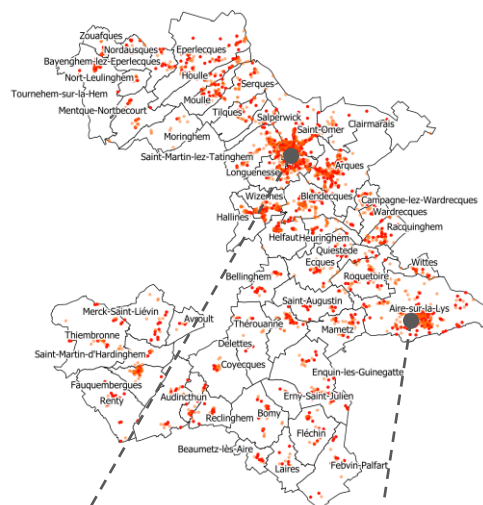 Zouafques
Nordausques
Eperlecques
Bayenghem-lez-Eperlecques
Nort-Leulinghem
Houlle
Serques
Tournehem-sur-la-Hem
Moulle
Mentque-Nortbecourt
Tilques
Salperwick
Clairmarais
Saint-Omer
Moringhem
Saint-Martin-lez-Tatinghem
Arques
Longuenesse
Wizernes
Blendecques
Campagne-lez-Wardrecques
Wardrecques
Hallines
Racquinghem
Helfaut
Heuringhem
Quiestede
Ecques
Wittes
Bellinghem
Roquetoire
Saint-Augustin
Aire-sur-la-Lys
Merck-Saint-Liévin
Avroult
Thérouanne
Mametz
Thiembronne
Delettes
Saint-Martin-d'Hardinghem
Coyecques
Enquin-les-Guinegatte
Fauquembergues
Renty
Audincthun
Erny-Saint-Julien
Reclinghem
Bomy
Fléchin
Beaumetz-lès-Aire
Laires
Febvin-Palfart